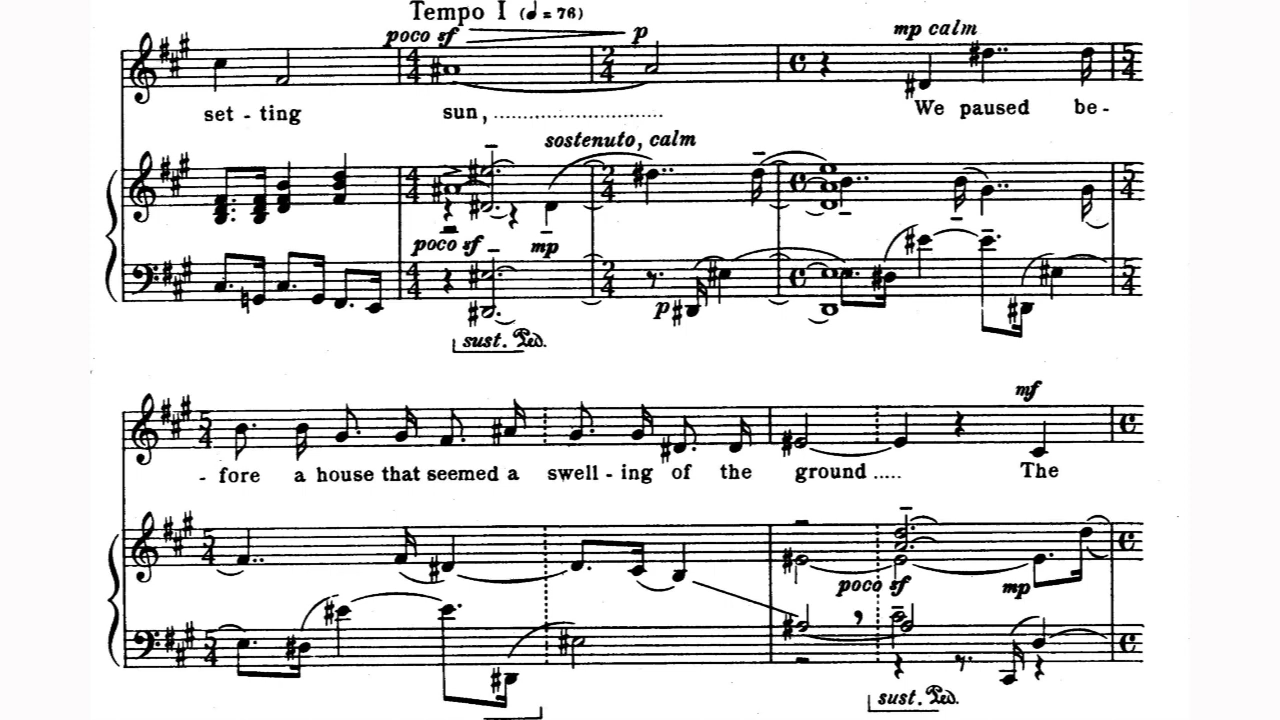 Tempo I (♩= 76)
poco sf p mp calm
set - ting sun, ........................... We paused be-
sostenuto, calm
poco sf mp
p
sust. Ped.
mf
- fore a house that seemed a swell - ing of the ground ..... The
poco sf mp
sust. Ped.